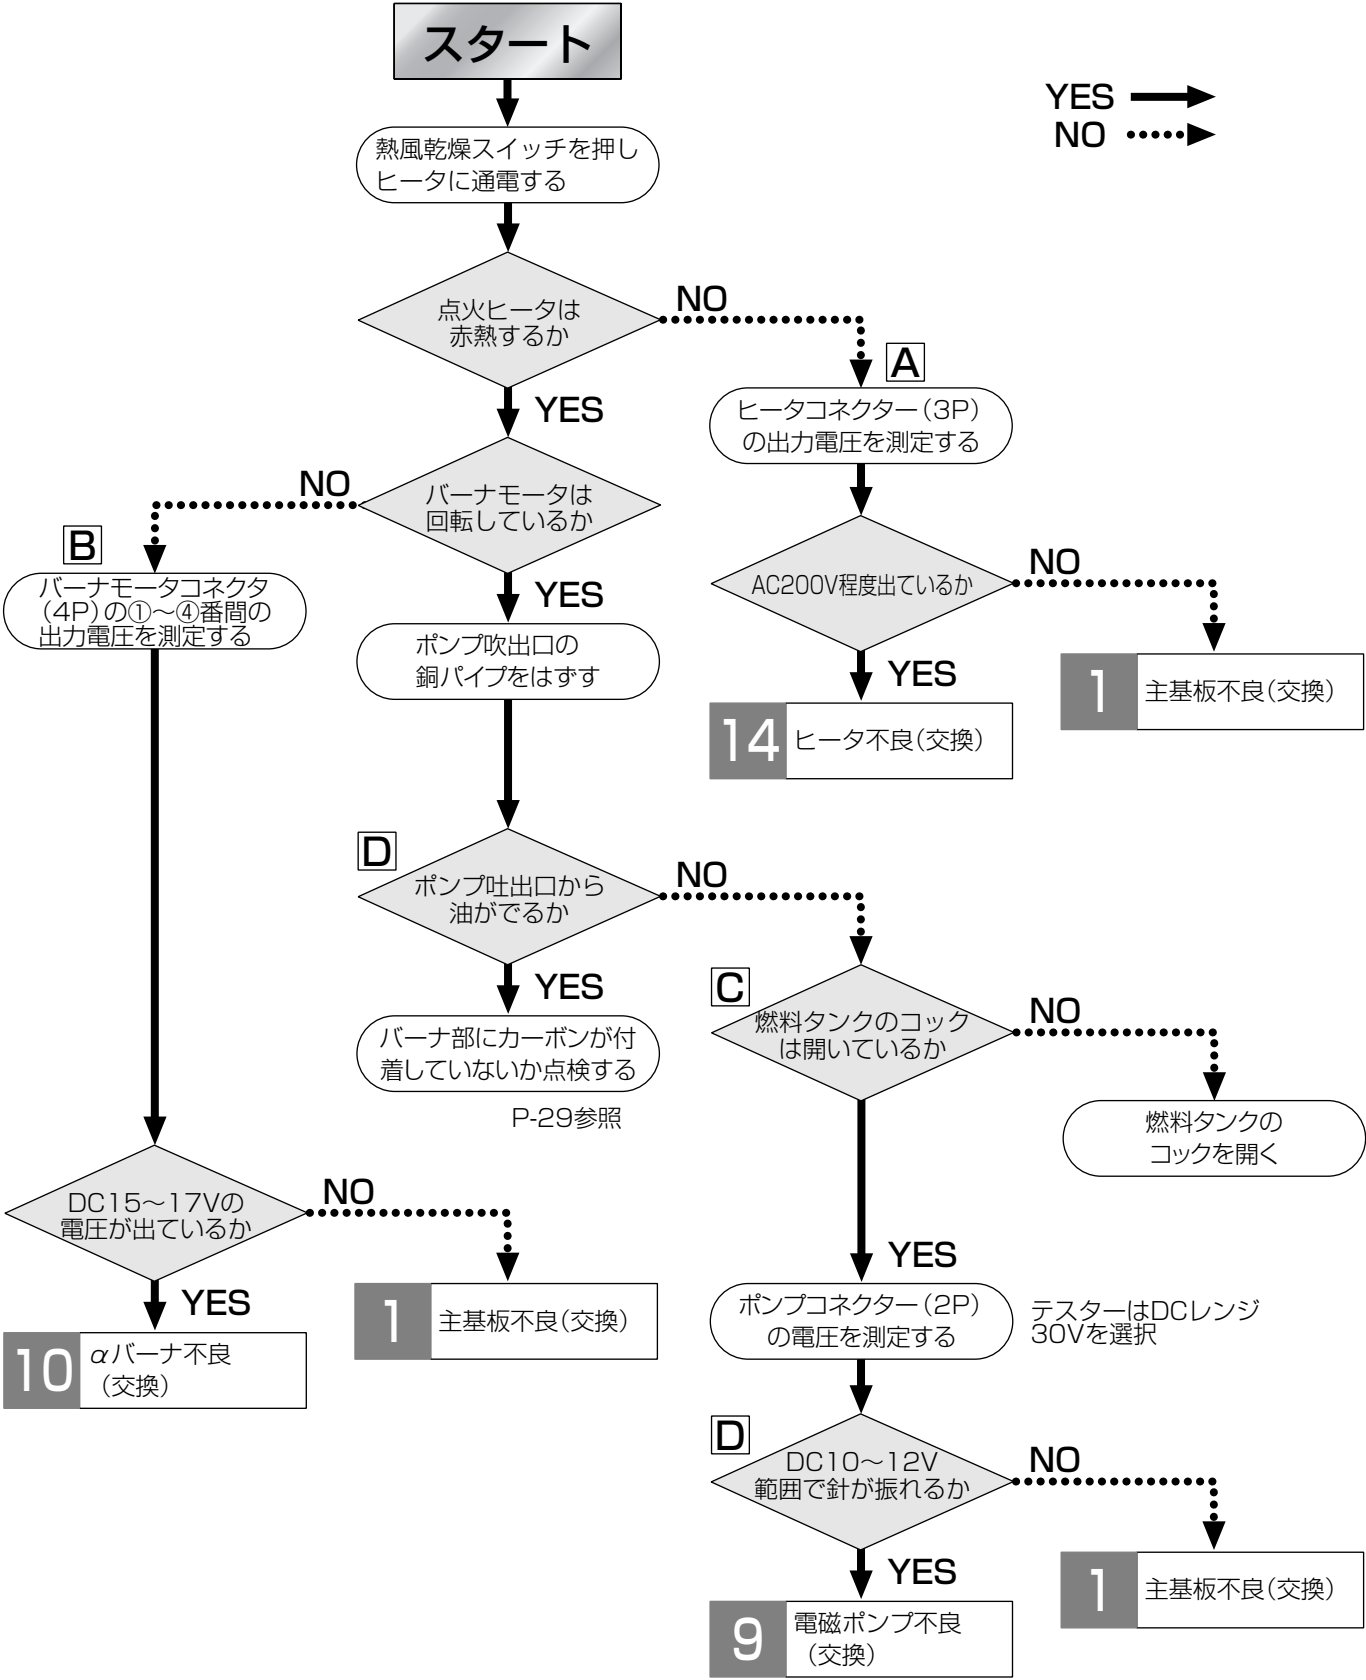 スタート
YES
NO
熱風乾燥スイッチを押し
ヒータに通電する
点火ヒータは
赤熱するか
NO
YES
A
ヒータコネクター(3P)
の出力電圧を測定する
バーナモータは
回転しているか
NO
YES
B
バーナモータコネクタ
(4P)の①～④番間の
出力電圧を測定する
AC200V程度出ているか
NO
YES
ポンプ吹出口の
銅パイプをはずす
1
主基板不良(交換)
14
ヒータ不良(交換)
D
ポンプ吐出口から
油がでるか
NO
YES
バーナ部にカーボンが付
着していないか点検する
P-29参照
C
燃料タンクのコック
は開いているか
NO
燃料タンクの
コックを開く
YES
DC15～17Vの
電圧が出ているか
NO
YES
1
主基板不良(交換)
10
αバーナ不良
(交換)
ポンプコネクター(2P)
の電圧を測定する
テスターはDCレンジ
30Vを選択
D
DC10～12V
範囲で針が振れるか
NO
YES
1
主基板不良(交換)
9
電磁ポンプ不良
(交換)